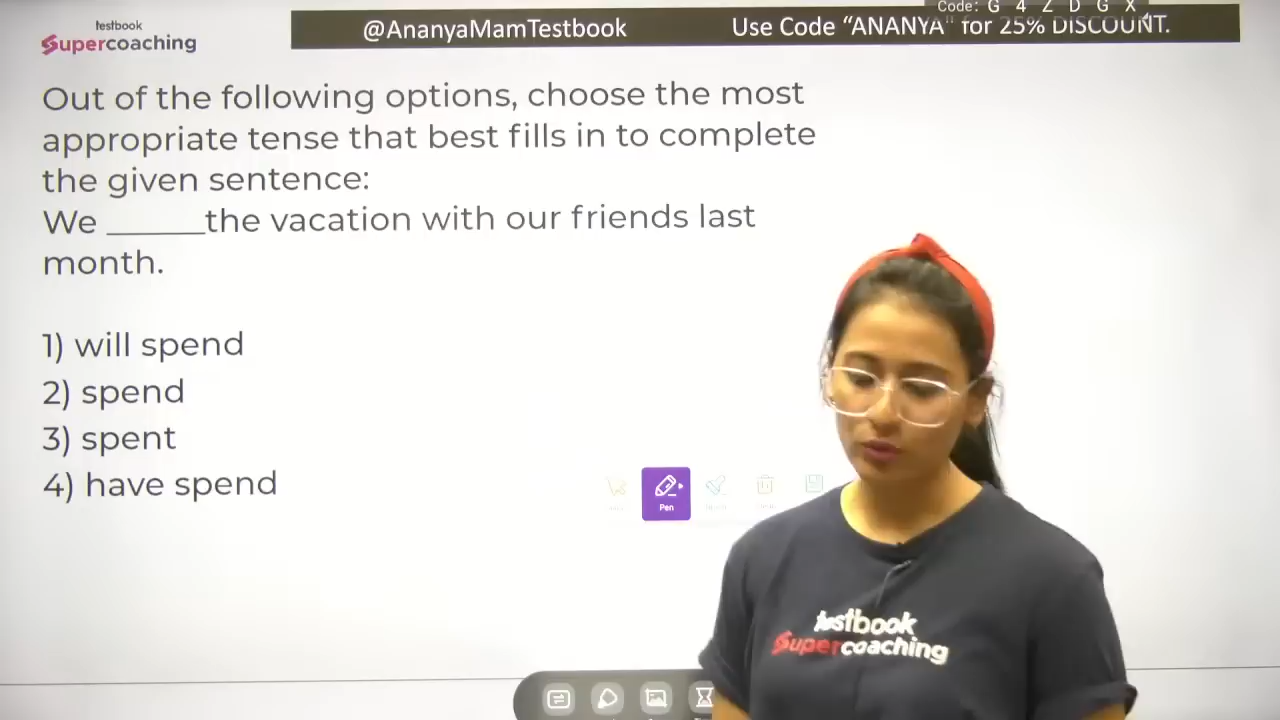 testbook
Supercoaching
@AnanyaMamTestbook
Use Code “ANANYA" for 25% DISCOUNT.
Code: G 4 Z D G X
Out of the following options, choose the most
appropriate tense that best fills in to complete
the given sentence:
We ______the vacation with our friends last
month.
1) will spend
2) spend
3) spent
4) have spend
Pen
testbook
Supercoaching